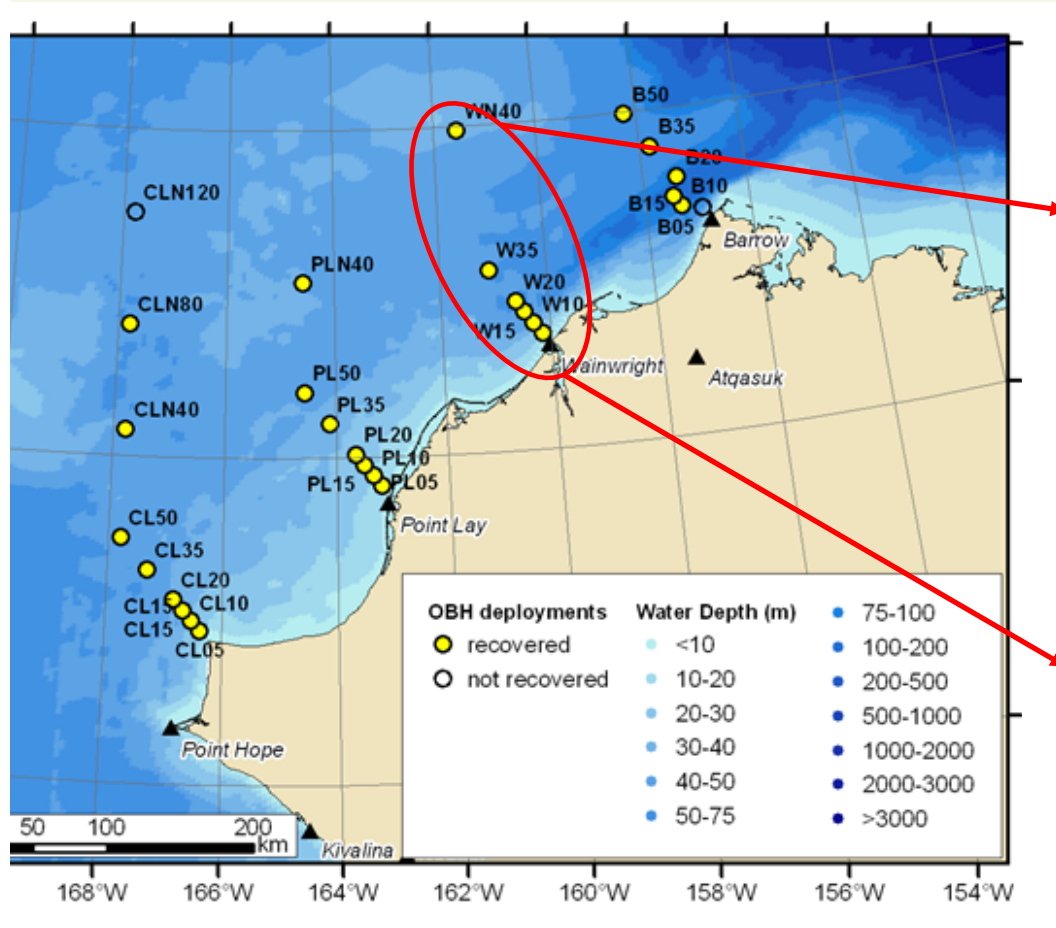 WN40
B50
B35
B20
B10
B15
B05
Barrow
CLN120
W35
PLN40
W20
W10
CLN80
W15
Wainwright
Atqasuk
PL50
PL35
CLN40
PL20
PL10
PL15
PL05
Point Lay
CL50
CL35
CL20
CL15
CL10
CL15
CL05
Point Hope
Kivalina
OBH deployments
recovered
not recovered
Water Depth (m)
<10
10-20
20-30
30-40
40-50
50-75
75-100
100-200
200-500
500-1000
1000-2000
2000-3000
>3000
50 100 200
km
168°W 166°W 164°W 162°W 160°W 158°W 156°W 154°W